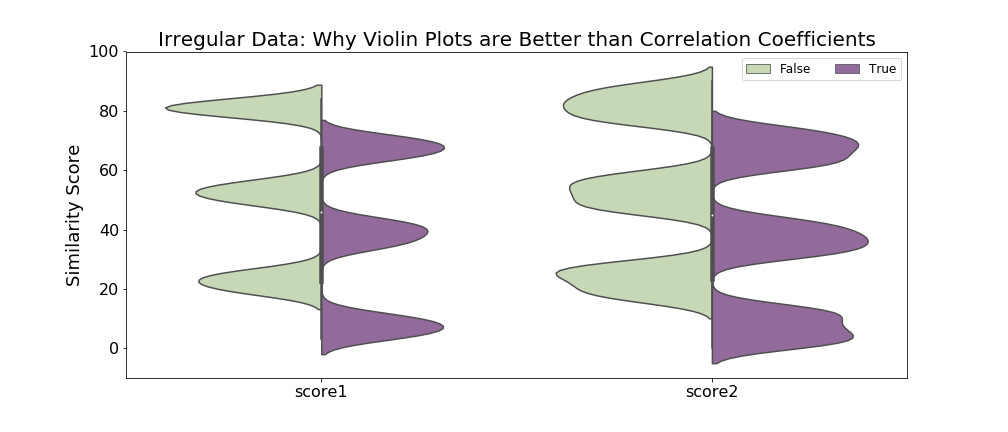 Irregular Data: Why Violin Plots are Better than Correlation Coefficients
False True
100
80
60
40
20
0
Similarity Score
score1 score2